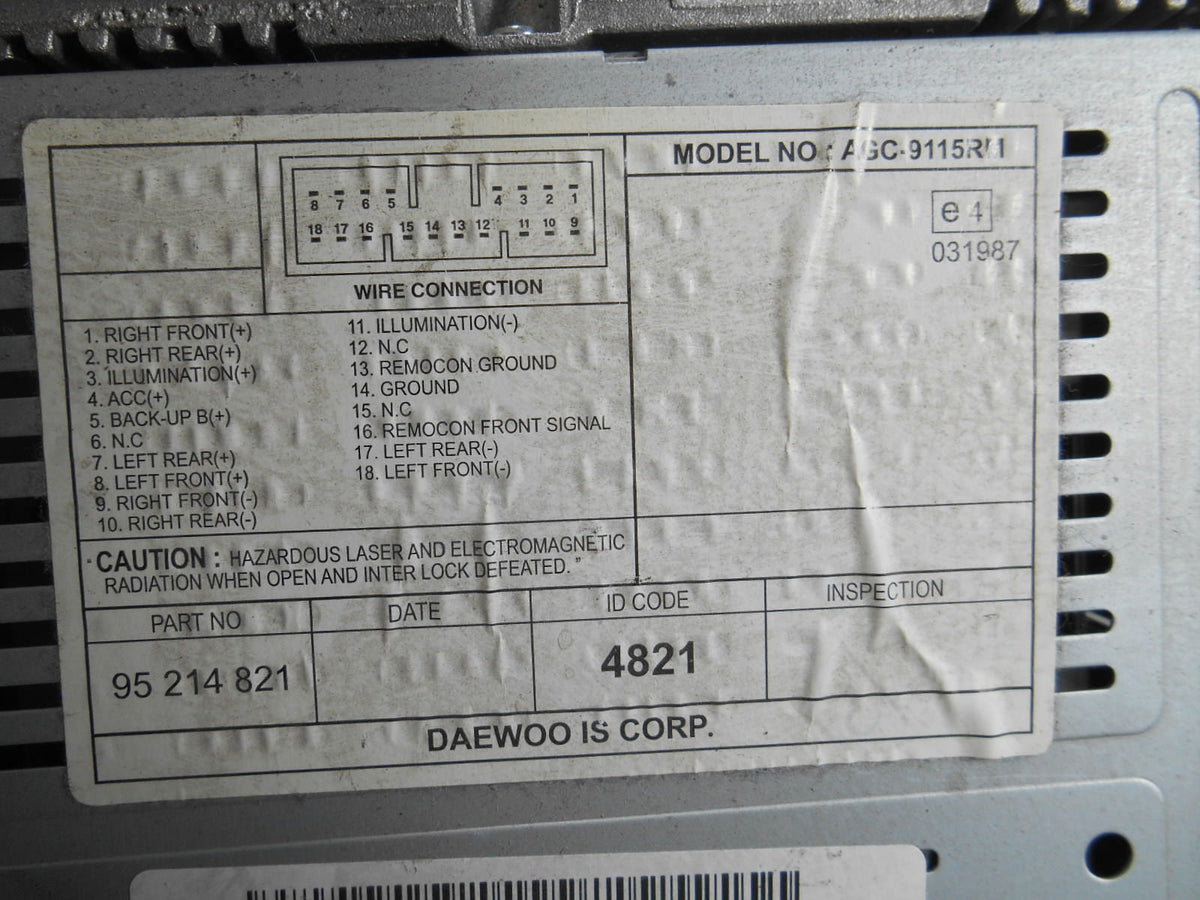 MODEL NO : AGC-9115RM
8 7 6 5 4 3 2 1
18 17 16 15 14 13 12 11 10 9
e4
031987
WIRE CONNECTION
1. RIGHT FRONT(+)
2. RIGHT REAR(+)
3. ILLUMINATION(+)
4. ACC(+)
5. BACK-UP B(+)
6. N.C
7. LEFT REAR(+)
8. LEFT FRONT(+)
9. RIGHT FRONT(-)
10. RIGHT REAR(-)
11. ILLUMINATION(-)
12. N.C
13. REMOCON GROUND
14. GROUND
15. N.C
16. REMOCON FRONT SIGNAL
17. LEFT REAR(-)
18. LEFT FRONT(-)
CAUTION : HAZARDOUS LASER AND ELECTROMAGNETIC
RADIATION WHEN OPEN AND INTER LOCK DEFEATED. ”
PART NO DATE ID CODE INSPECTION
95 214 821 4821
DAEWOO IS CORP.